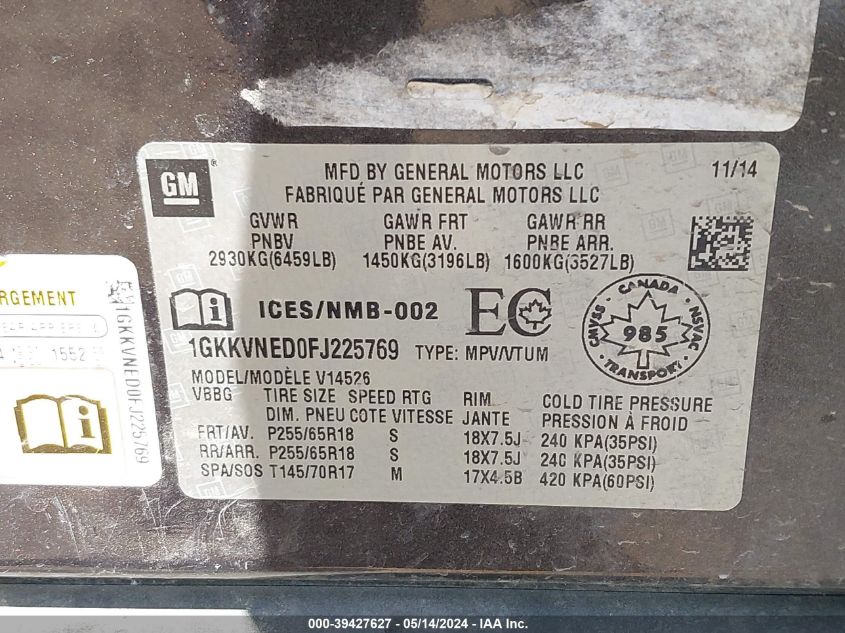 GM
MFD BY GENERAL MOTORS LLC 11/14
FABRIQUÉ PAR GENERAL MOTORS LLC
GVWR GAWR FRT GAWR RR
PNBV PNBE AV. PNBE ARR.
2930KG(6459LB) 1450KG(3196LB) 1600KG(3527LB)
ICES/NMB-002 EC
CANADA
CMVSS 985 NSVAC
TRANSPORT
1GKKVNED0FJ225769 TYPE: MPV/VTUM
MODEL/MODÈLE V14526
VBBG TIRE SIZE SPEED RTG RIM COLD TIRE PRESSURE
DIM. PNEU COTE VITESSE JANTE PRESSION À FROID
FRT/AV. P255/65R18 S 18X7.5J 240 KPA(35PSI)
RR/ARR. P255/65R18 S 18X7.5J 240 KPA(35PSI)
SPA/SOS T145/70R17 M 17X4.5B 420 KPA(60PSI)
RGEMENT
1552
1GKKVNED0FJ225769
000-39427627 - 05/14/2024 - IAA Inc.